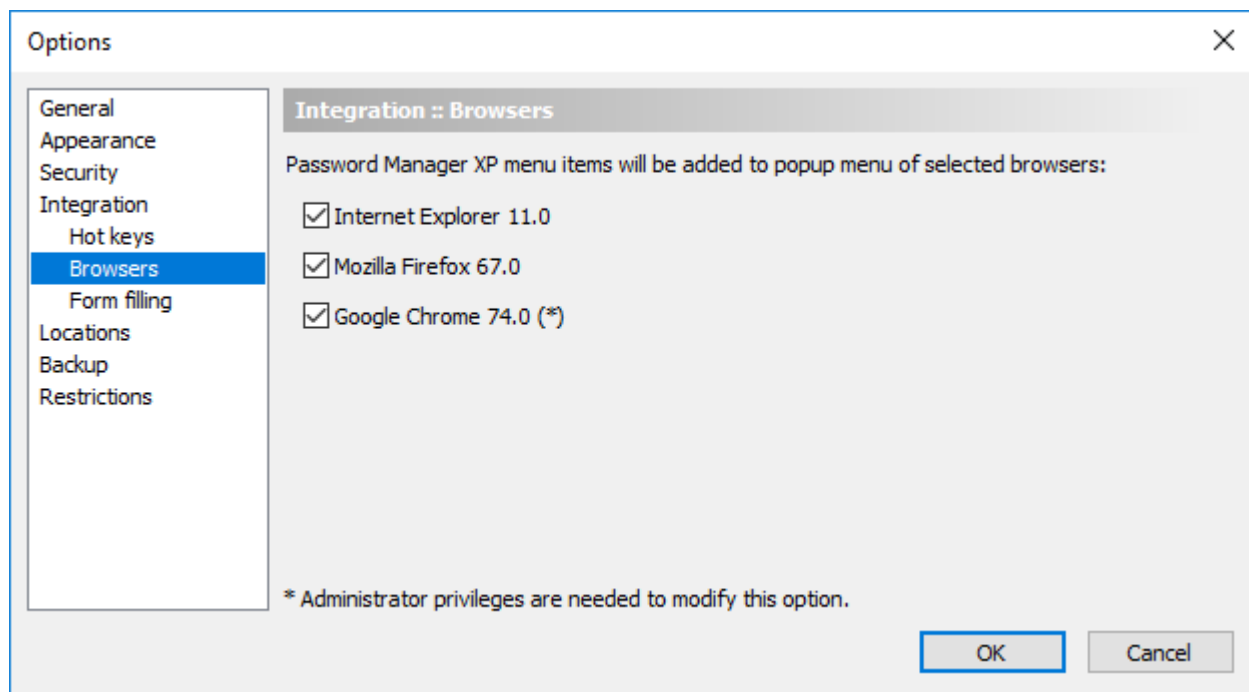 Options
General
Appearance
Security
Integration
Hot keys
Browsers
Form filling
Locations
Backup
Restrictions
Integration :: Browsers
Password Manager XP menu items will be added to popup menu of selected browsers:
Internet Explorer 11.0
Mozilla Firefox 67.0
Google Chrome 74.0 (*)
* Administrator privileges are needed to modify this option.
OK
Cancel